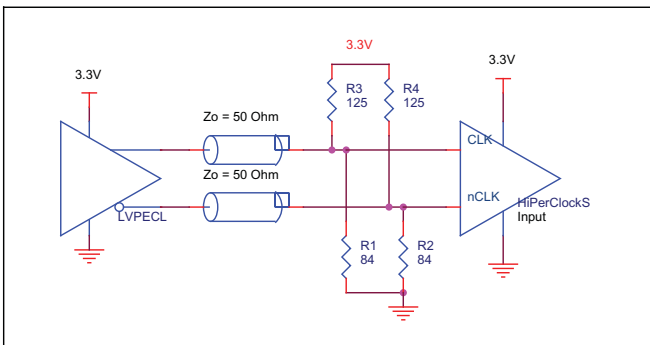 3.3V
3.3V
3.3V
R3
125
R4
125
Zo = 50 Ohm
CLK
Zo = 50 Ohm
nCLK
HiPerClockS
Input
LVPECL
R1
84
R2
84